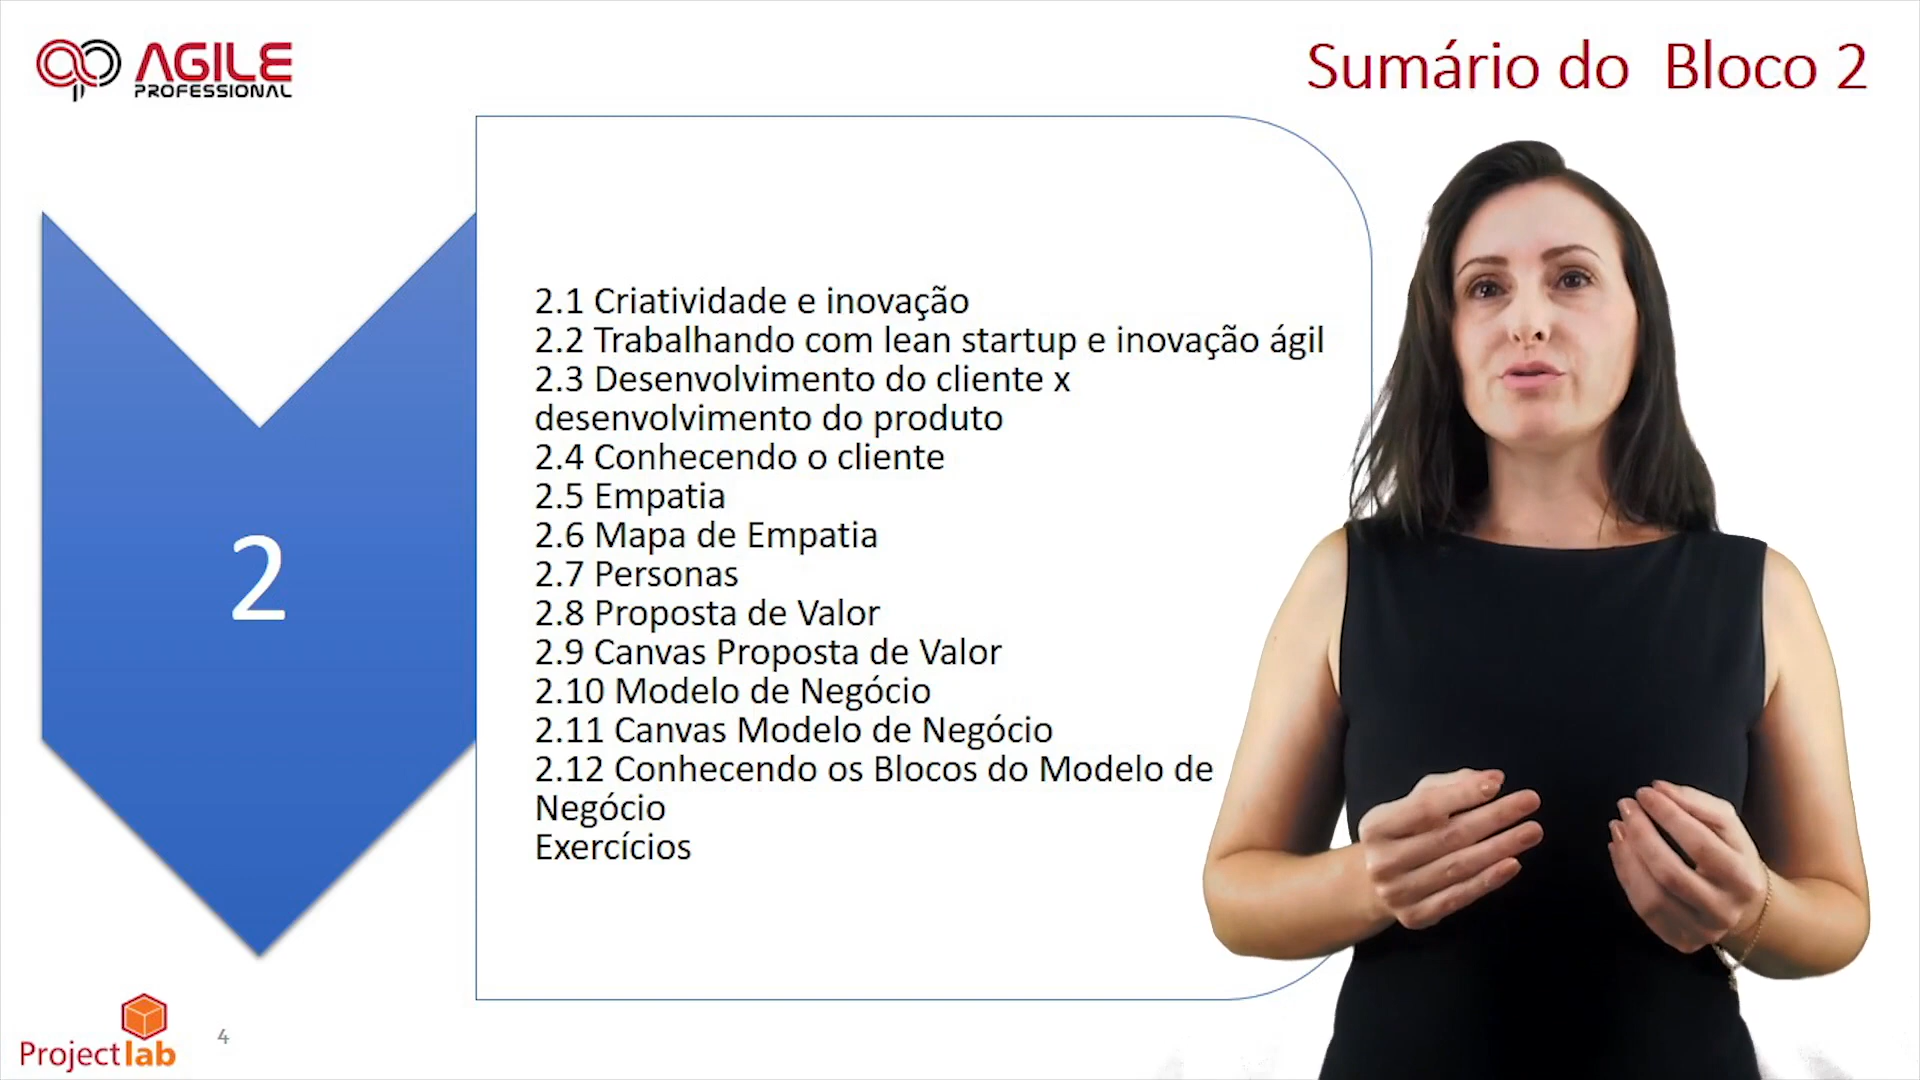 AGILE
PROFESSIONAL
Sumário do Bloco 2
2
2.1 Criatividade e inovação
2.2 Trabalhando com lean startup e inovação ágil
2.3 Desenvolvimento do cliente x
desenvolvimento do produto
2.4 Conhecendo o cliente
2.5 Empatia
2.6 Mapa de Empatia
2.7 Personas
2.8 Proposta de Valor
2.9 Canvas Proposta de Valor
2.10 Modelo de Negócio
2.11 Canvas Modelo de Negócio
2.12 Conhecendo os Blocos do Modelo de
Negócio
Exercícios
Projectlab
4